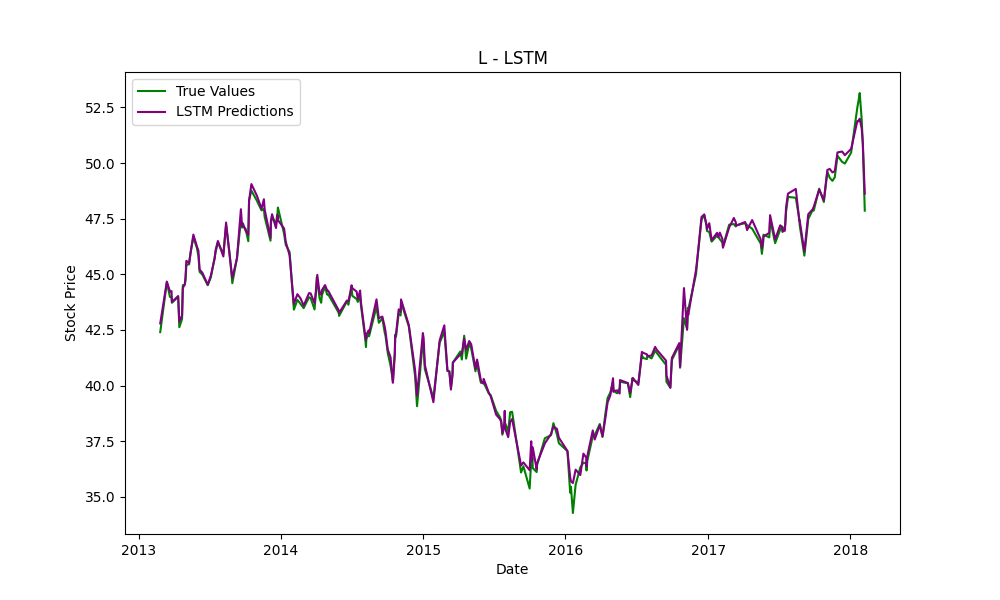 L - LSTM
True Values
LSTM Predictions
Stock Price
52.5
50.0
47.5
45.0
42.5
40.0
37.5
35.0
2013
2014
2015
2016
2017
2018
Date